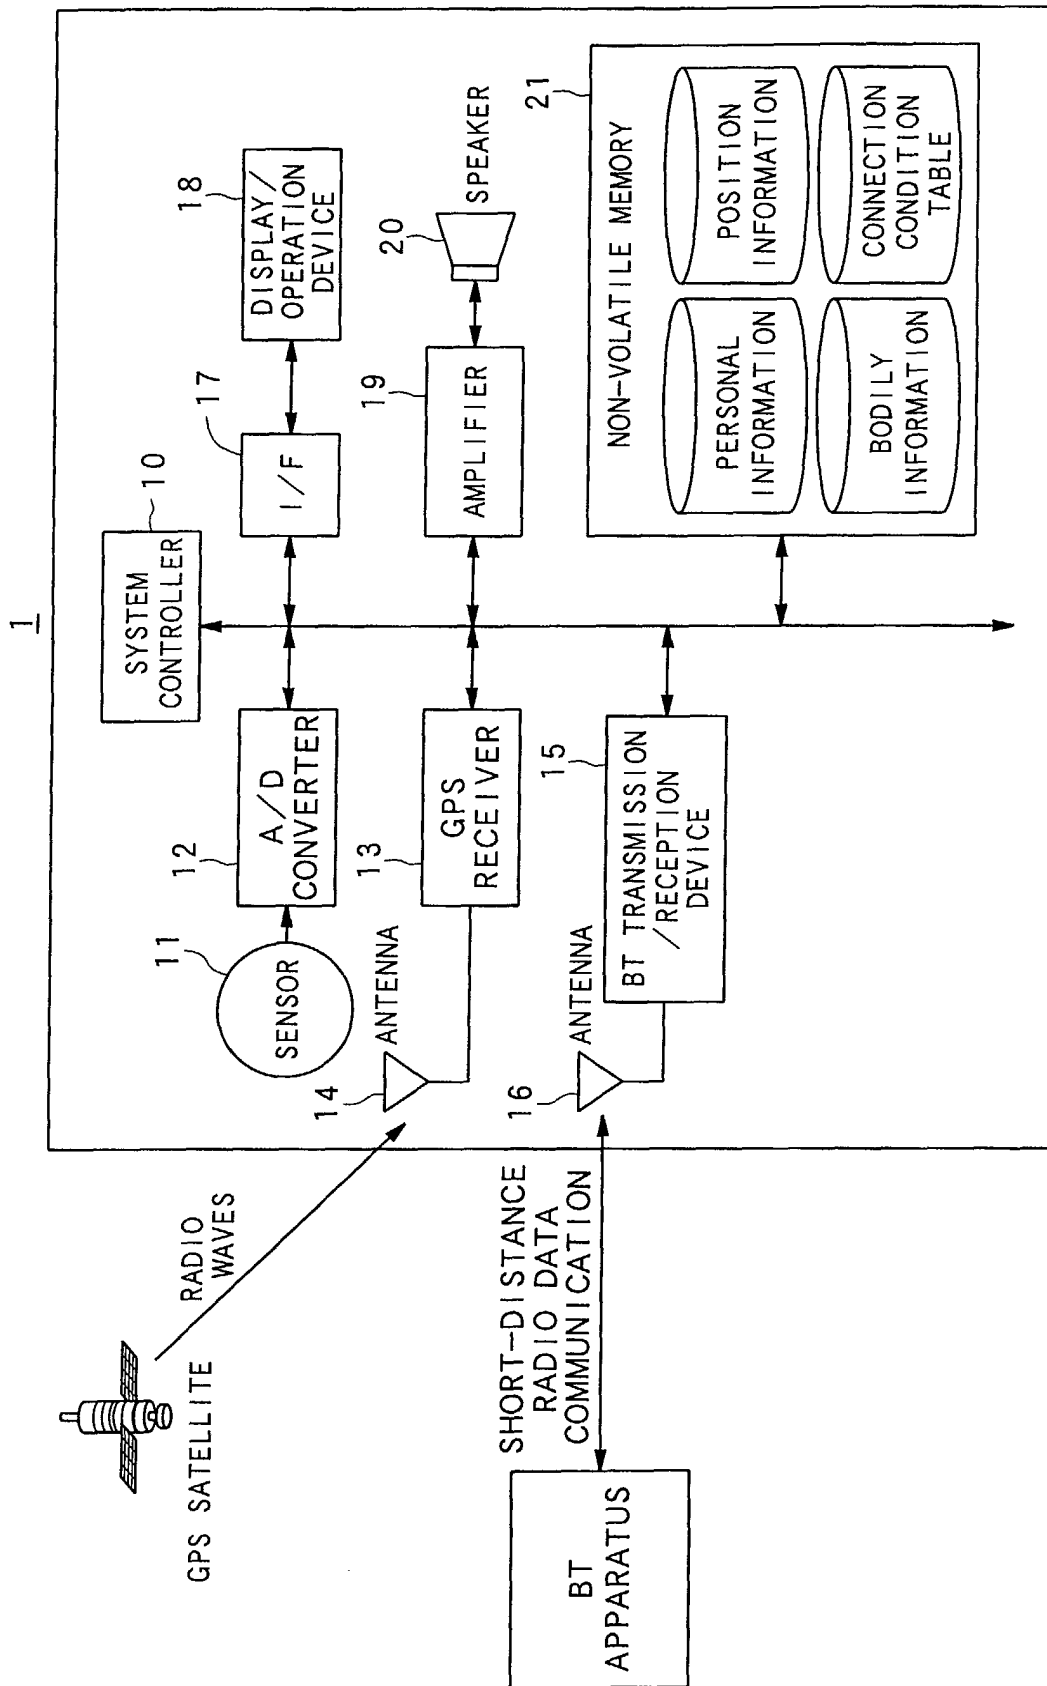 1
SYSTEM
CONTROLLER
10
SENSOR
11
A/D
CONVERTER
12
I/F
17
DISPLAY/
OPERATION
DEVICE
18
GPS SATELLITE
RADIO
WAVES
14
ANTENNA
GPS
RECEIVER
13
AMPLIFIER
19
20
SPEAKER
BT
APPARATUS
SHORT-DISTANCE
RADIO DATA
COMMUNICATION
16
ANTENNA
BT TRANSMISSION
/RECEPTION
DEVICE
15
21
NON-VOLATILE MEMORY
PERSONAL
INFORMATION
POSITION
INFORMATION
BODILY
INFORMATION
CONNECTION
CONDITION
TABLE